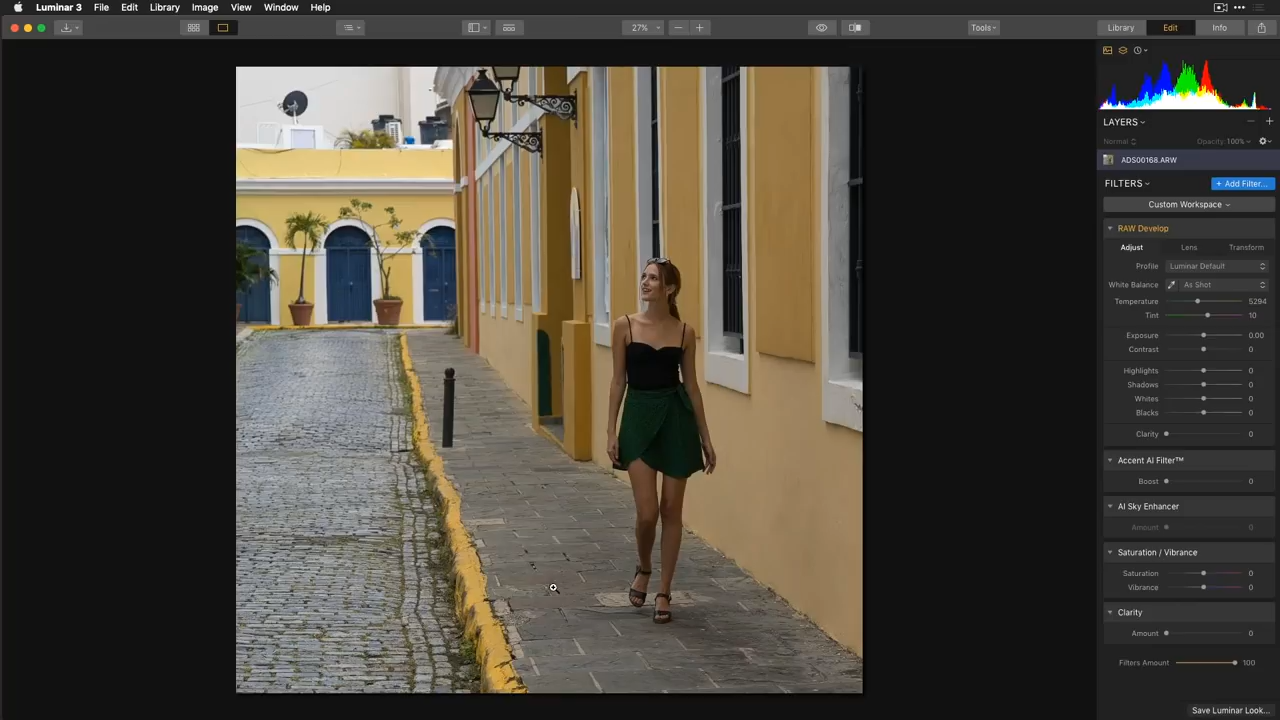 Luminar 3 File Edit Library Image View Window Help
27% Tools Library Edit Info
LAYERS
Normal Opacity: 100%
ADS00168.ARW
FILTERS + Add Filter...
Custom Workspace
RAW Develop
Adjust Lens Transform
Profile Luminar Default
White Balance As Shot
Temperature 5294
Tint 10
Exposure 0.00
Contrast 0
Highlights 0
Shadows 0
Whites 0
Blacks 0
Clarity 0
Accent AI Filter™
Boost 0
AI Sky Enhancer
Amount 0
Saturation / Vibrance
Saturation 0
Vibrance 0
Clarity
Amount 0
Filters Amount 100
Save Luminar Look...